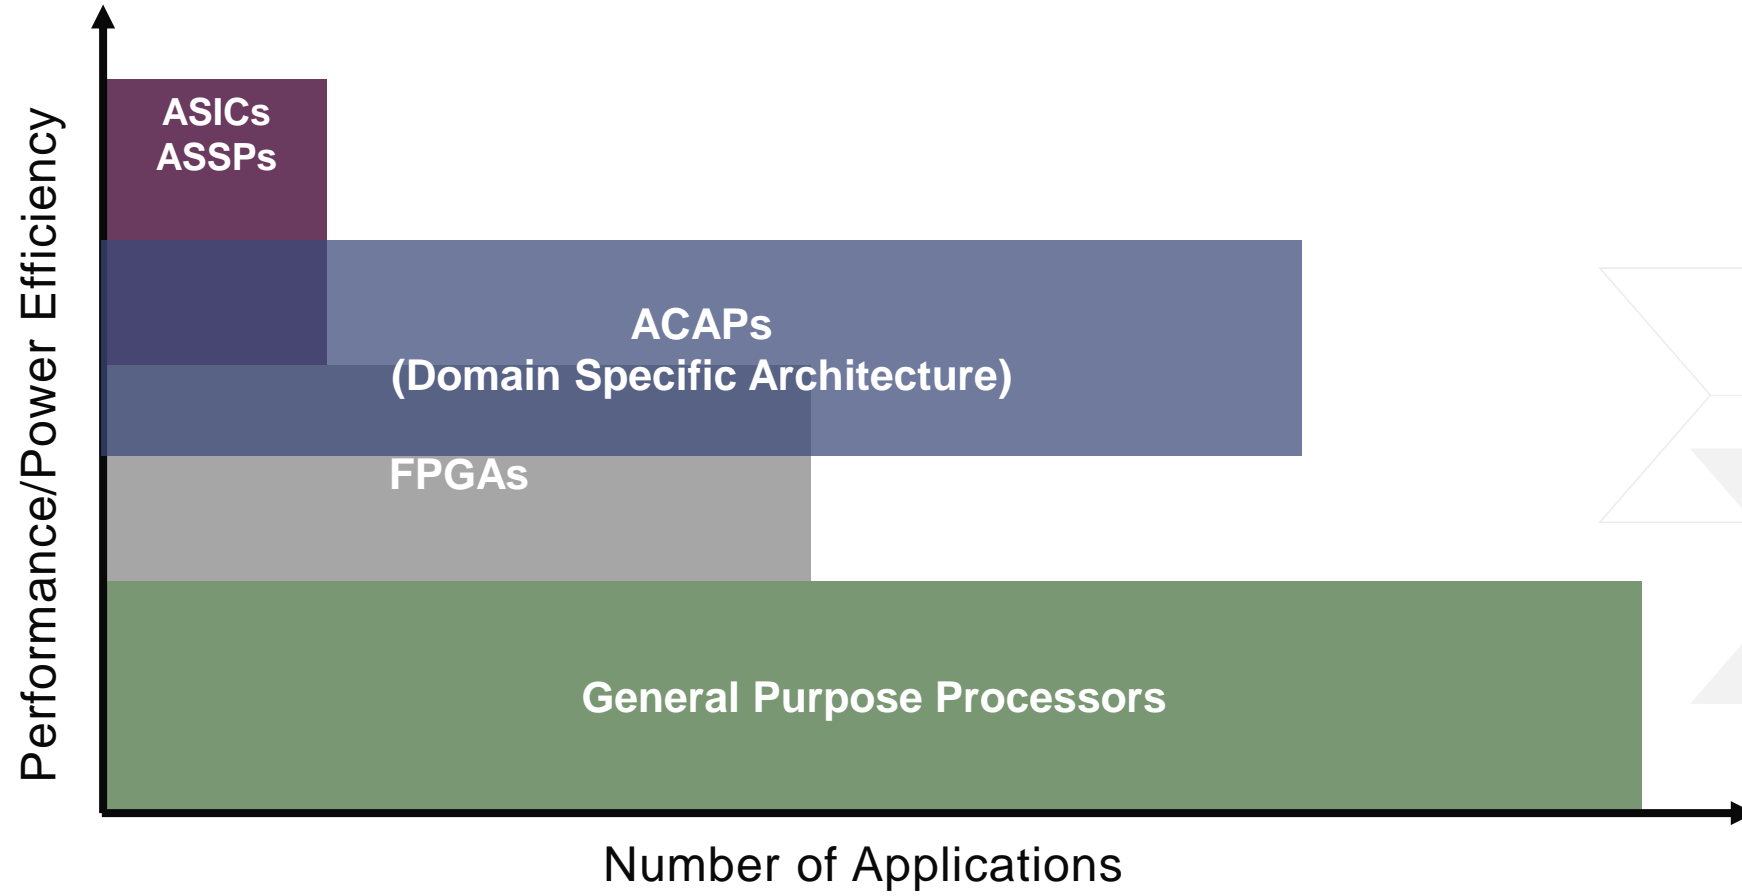 Performance/Power Efficiency
ASICs
ASSPs
ACAPs
(Domain Specific Architecture)
FPGAs
General Purpose Processors
Number of Applications